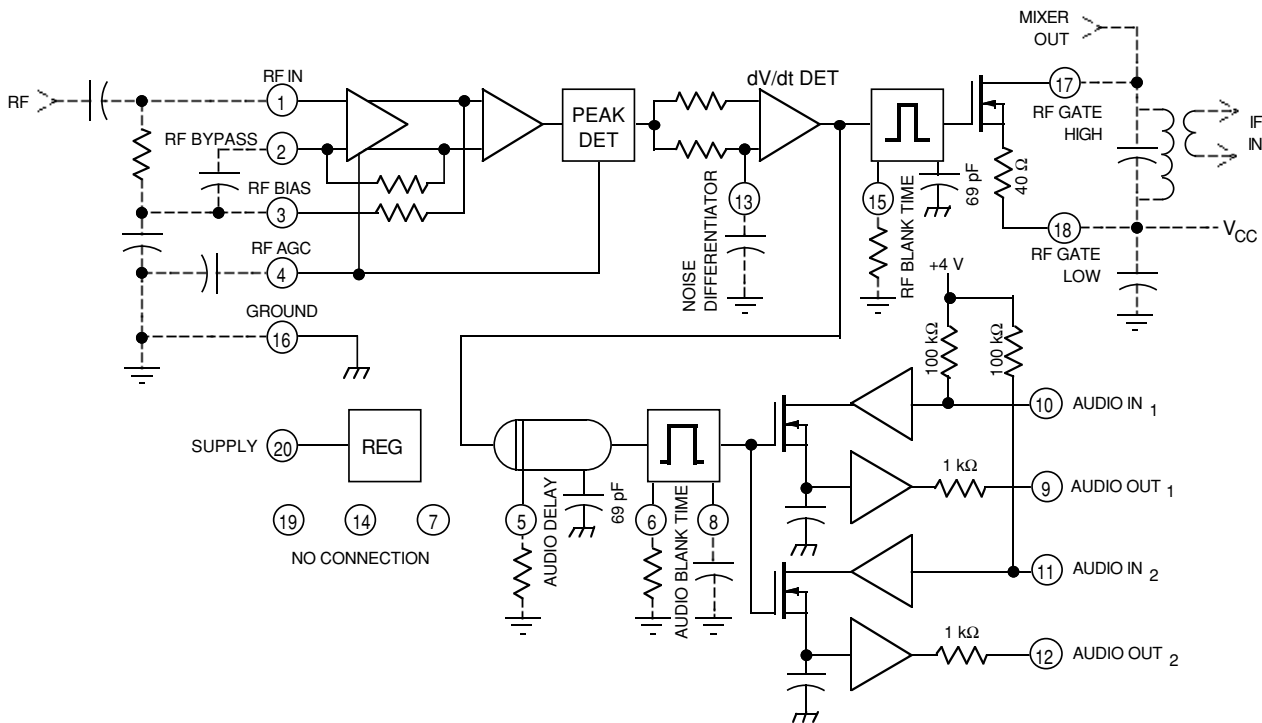 MIXER
OUT
RF
RF IN
1
RF BYPASS
2
RF BIAS
3
RF AGC
4
GROUND
16
PEAK
DET
dV/dt DET
13
NOISE
DIFFERENTIATOR
15
RF BLANK TIME
69 pF
40 Ω
17
RF GATE
HIGH
IF
IN
18
RF GATE
LOW
VCC
+4 V
100 kΩ
100 kΩ
10
AUDIO IN 1
SUPPLY
20
REG
19
14
7
NO CONNECTION
5
AUDIO DELAY
69 pF
6
AUDIO BLANK TIME
8
1 kΩ
9
AUDIO OUT 1
11
AUDIO IN 2
1 kΩ
12
AUDIO OUT 2